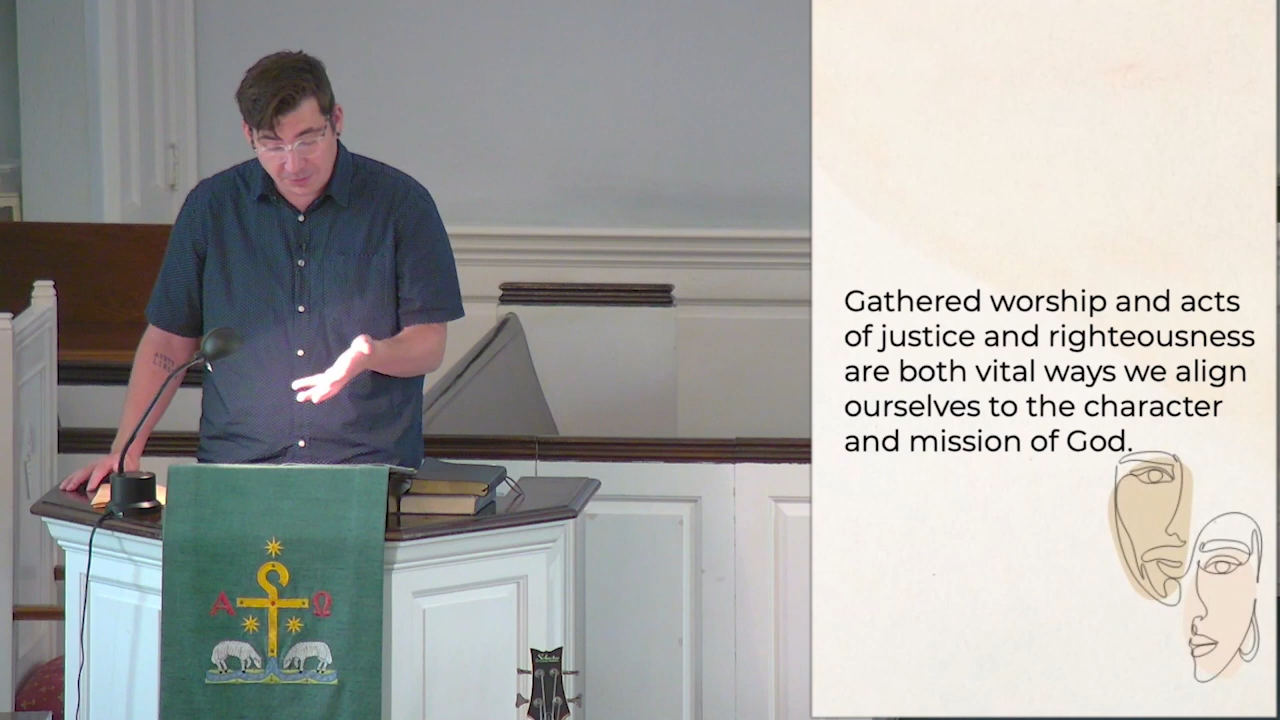 Gathered worship and acts
of justice and righteousness
are both vital ways we align
ourselves to the character
and mission of God.
Α Ω
Schecter